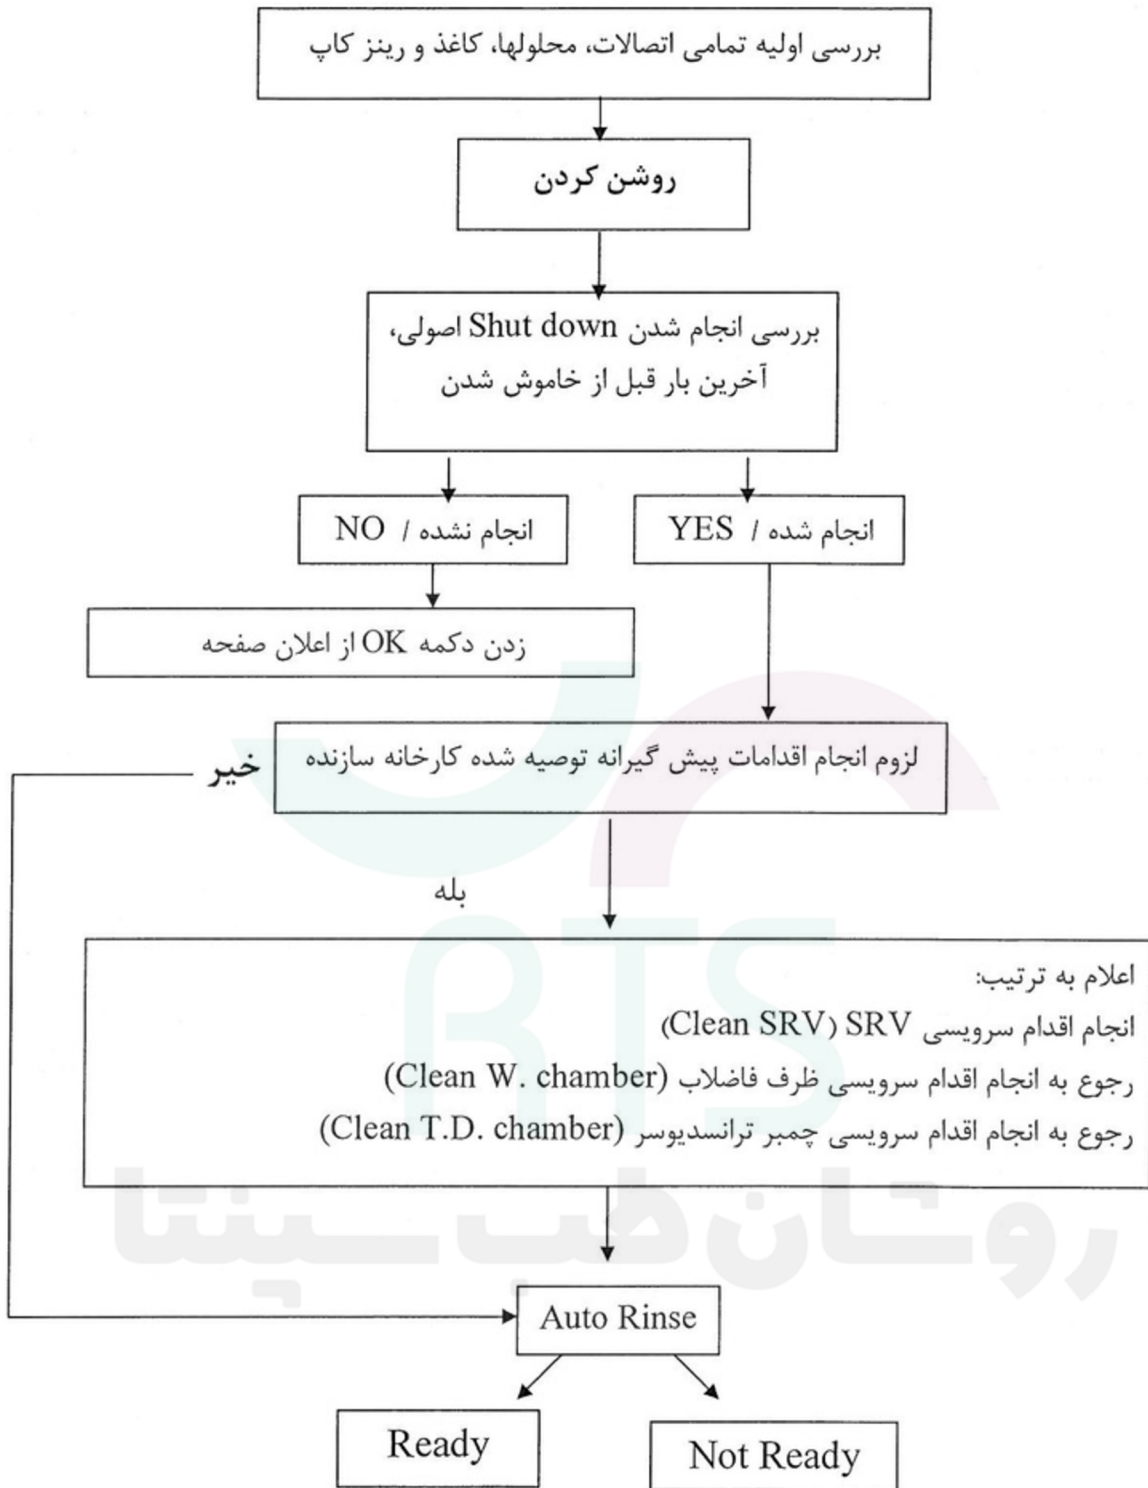 بررسی اولیه تمامی اتصالات، محلولها، کاغذ و رینز کاپ
روشن کردن
بررسی انجام شدن Shut down اصولی،
آخرین بار قبل از خاموش شدن
انجام شده / YES
انجام نشده / NO
زدن دکمه OK از اعلان صفحه
لزوم انجام اقدامات پیش گیرانه توصیه شده کارخانه سازنده
خیر
بله
اعلام به ترتیب:
انجام اقدام سرویسی SRV (Clean SRV)
رجوع به انجام اقدام سرویسی ظرف فاضلاب (Clean W. chamber)
رجوع به انجام اقدام سرویسی چمبر ترانسدیوسر (Clean T.D. chamber)
RTS
روشان طب سپنتا
Auto Rinse
Ready
Not Ready